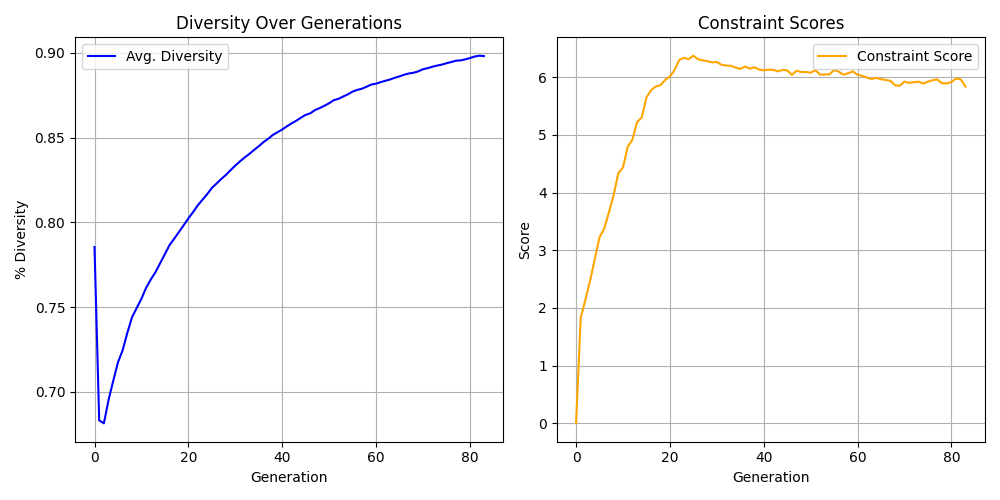 Diversity Over Generations
Avg. Diversity
0.90
0.85
0.80
0.75
0.70
% Diversity
0 20 40 60 80
Generation
Constraint Scores
Constraint Score
6
5
4
3
2
1
0
Score
0 20 40 60 80
Generation